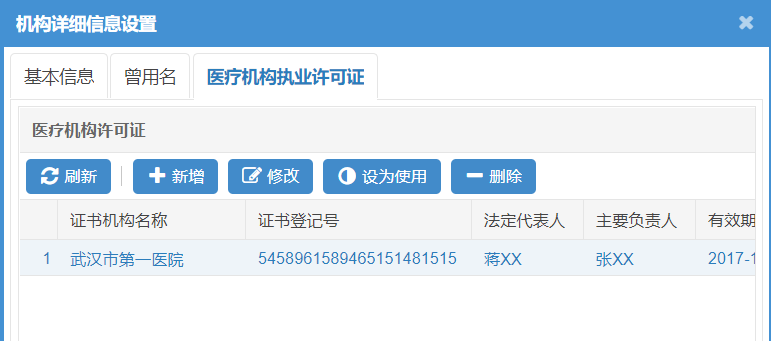 机构详细信息设置
基本信息 曾用名 医疗机构执业许可证
医疗机构许可证
刷新 新增 修改 设为使用 删除
证书机构名称 证书登记号 法定代表人 主要负责人 有效期
1 武汉市第一医院 5458961589465151481515 蒋XX 张XX 2017-1